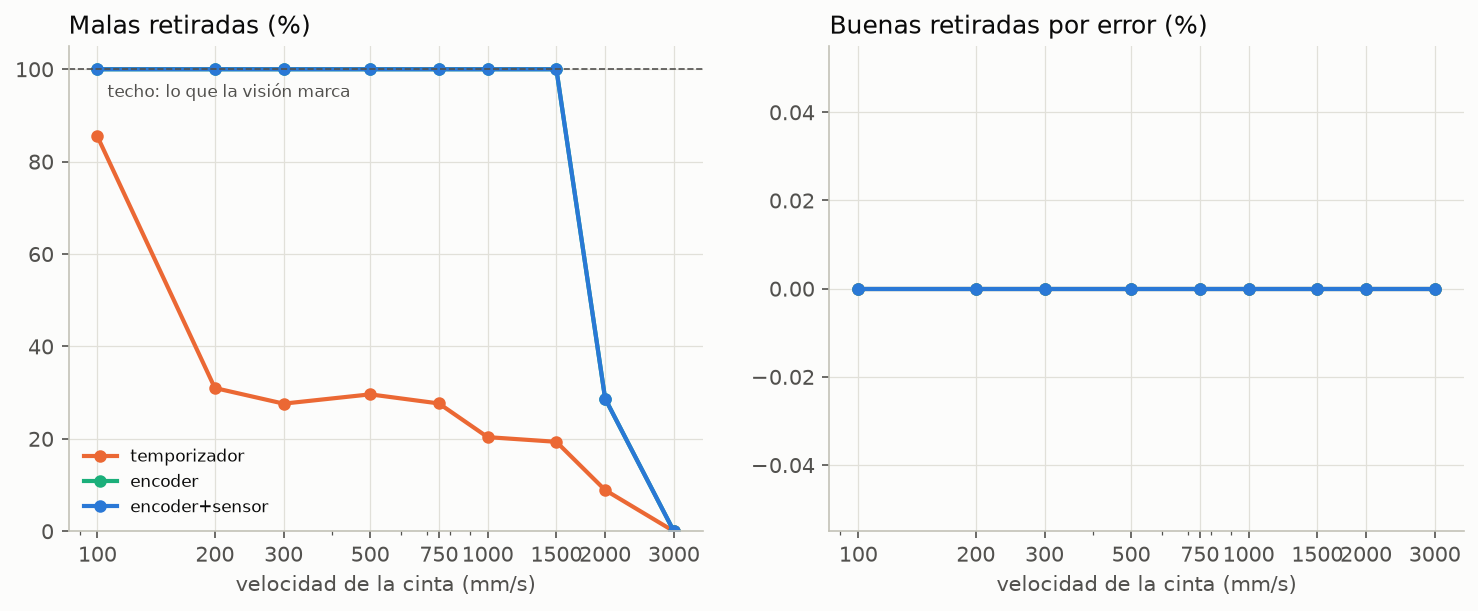 Malas retiradas (%)
100
80
60
40
20
0
techo: lo que la visión marca
temporizador
encoder
encoder+sensor
100 200 300 500 750 1000 1500 2000 3000
velocidad de la cinta (mm/s)
Buenas retiradas por error (%)
0.04
0.02
0.00
−0.02
−0.04
100 200 300 500 750 1000 1500 2000 3000
velocidad de la cinta (mm/s)